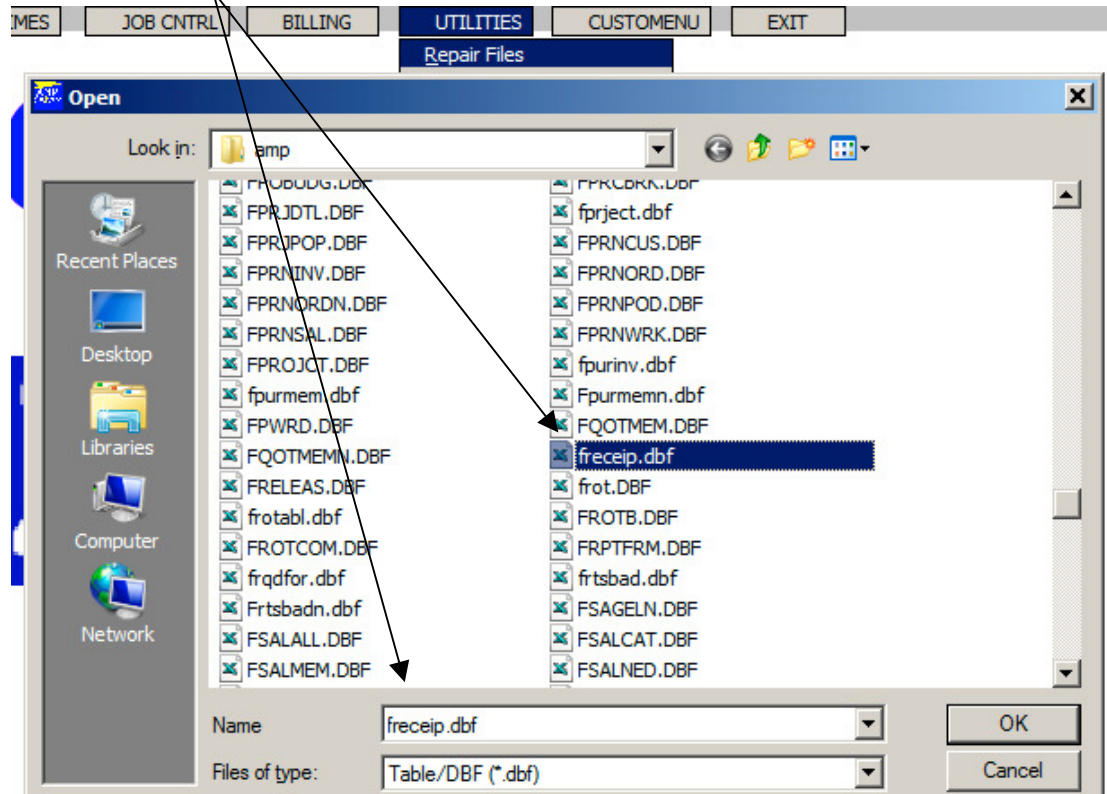 IMES JOB CNTRL BILLING UTILITIES CUSTOMENU EXIT
Repair Files
Open
Look in: amp
FPOBUDG.DBF FPRCBRK.DBF
FPRJDTL.DBF fprject.dbf
FPRJPOP.DBF FPRNCUS.DBF
FPRNINV.DBF FPRNORD.DBF
FPRNORDN.DBF FPRNPOD.DBF
FPRNSAL.DBF FPRNWRK.DBF
FPROJCT.DBF fpurinv.dbf
fpurmem.dbf Fpurmemn.dbf
FPWRD.DBF FQOTMEM.DBF
FQOTMEMN.DBF freceip.dbf
FRELEAS.DBF frot.DBF
frotabl.dbf FROTB.DBF
FROTCOM.DBF FRPTFRM.DBF
frqdfor.dbf frtsbad.dbf
Frtsbadn.dbf FSAGELN.DBF
FSALALL.DBF FSALCAT.DBF
FSALMEM.DBF FSALNED.DBF
Recent Places
Desktop
Libraries
Computer
Network
Name freceip.dbf OK
Files of type: Table/DBF (*.dbf) Cancel